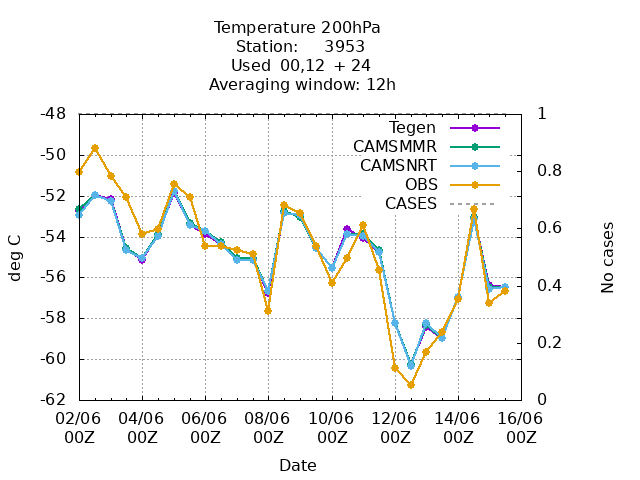 Temperature 200hPa
Station: 3953
Used 00,12 + 24
Averaging window: 12h
-48
-50
-52
-54
-56
-58
-60
-62
deg C
1
0.8
0.6
0.4
0.2
0
No cases
Tegen
CAMSMMR
CAMSNRT
OBS
CASES
02/06 04/06 06/06 08/06 10/06 12/06 14/06 16/06
00Z 00Z 00Z 00Z 00Z 00Z 00Z 00Z
Date